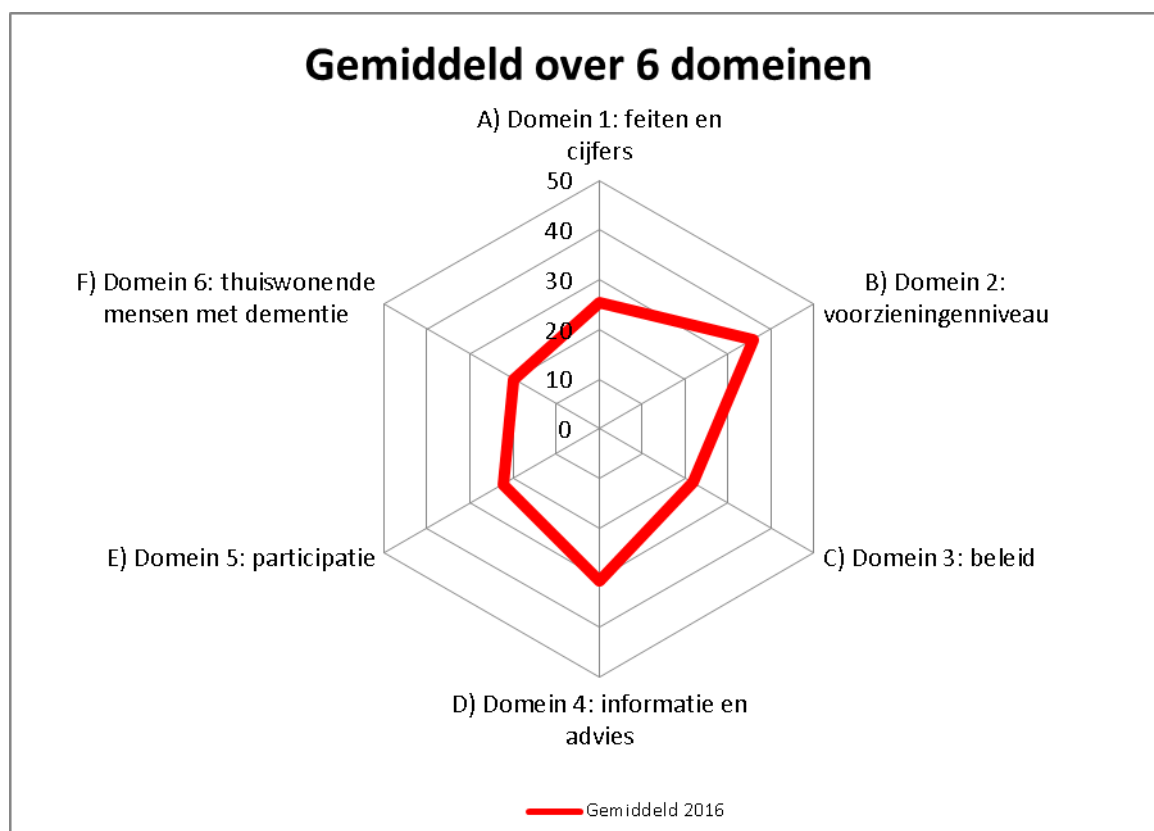 Gemiddeld over 6 domeinen
A) Domein 1: feiten en
cijfers
50
40
30
20
10
0
B) Domein 2:
voorzieningenniveau
C) Domein 3: beleid
D) Domein 4: informatie en
advies
E) Domein 5: participatie
F) Domein 6: thuiswonende
mensen met dementie
Gemiddeld 2016